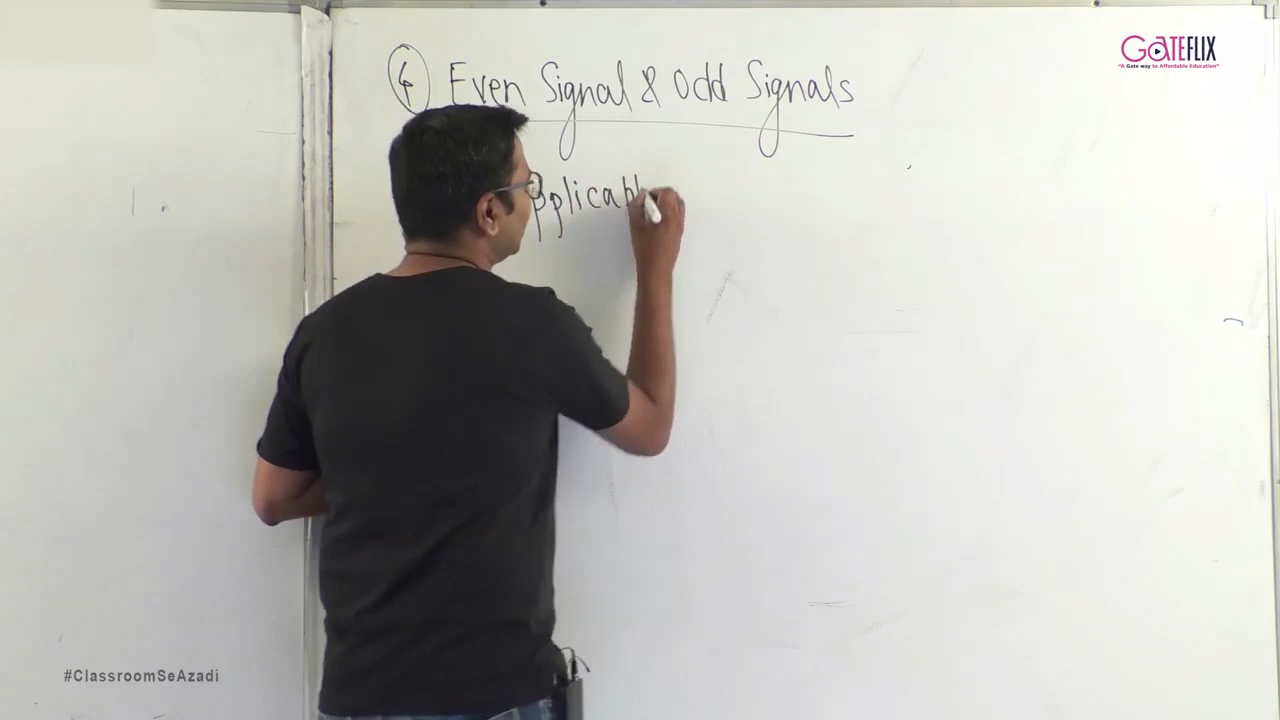 GATEFLIX
"A Gate way to Affordable Education"
4 Even Signal & Odd Signals
pplicabl
#ClassroomSeAzadi